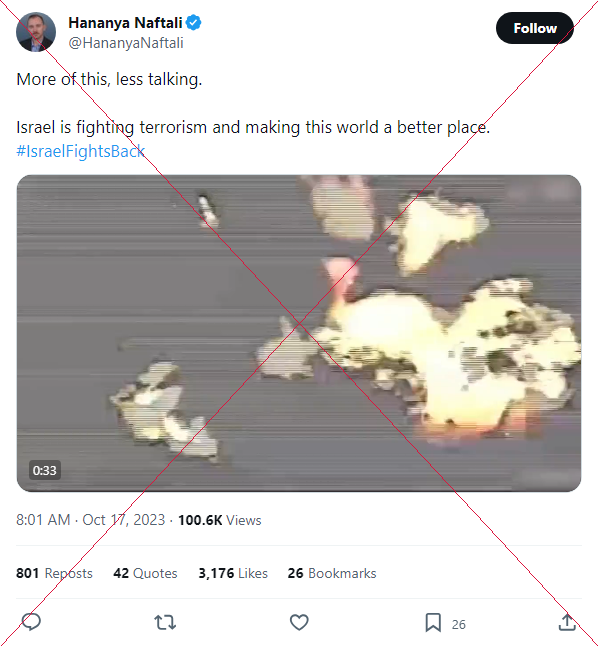 Hananya Naftali
@HananyaNaftali
Follow
More of this, less talking.
Israel is fighting terrorism and making this world a better place.
#IsraelFightsBack
0:33
8:01 AM · Oct 17, 2023 · 100.6K Views
801 Reposts 42 Quotes 3,176 Likes 26 Bookmarks
26